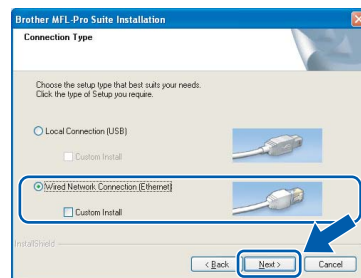 Brother MFL-Pro Suite Installation
Connection Type
Choose the setup type that best suits your needs.
Click the type of Setup you require.
Local Connection (USB)
Custom Install
Wired Network Connection (Ethernet)
Custom Install
InstallShield
< Back Next > Cancel